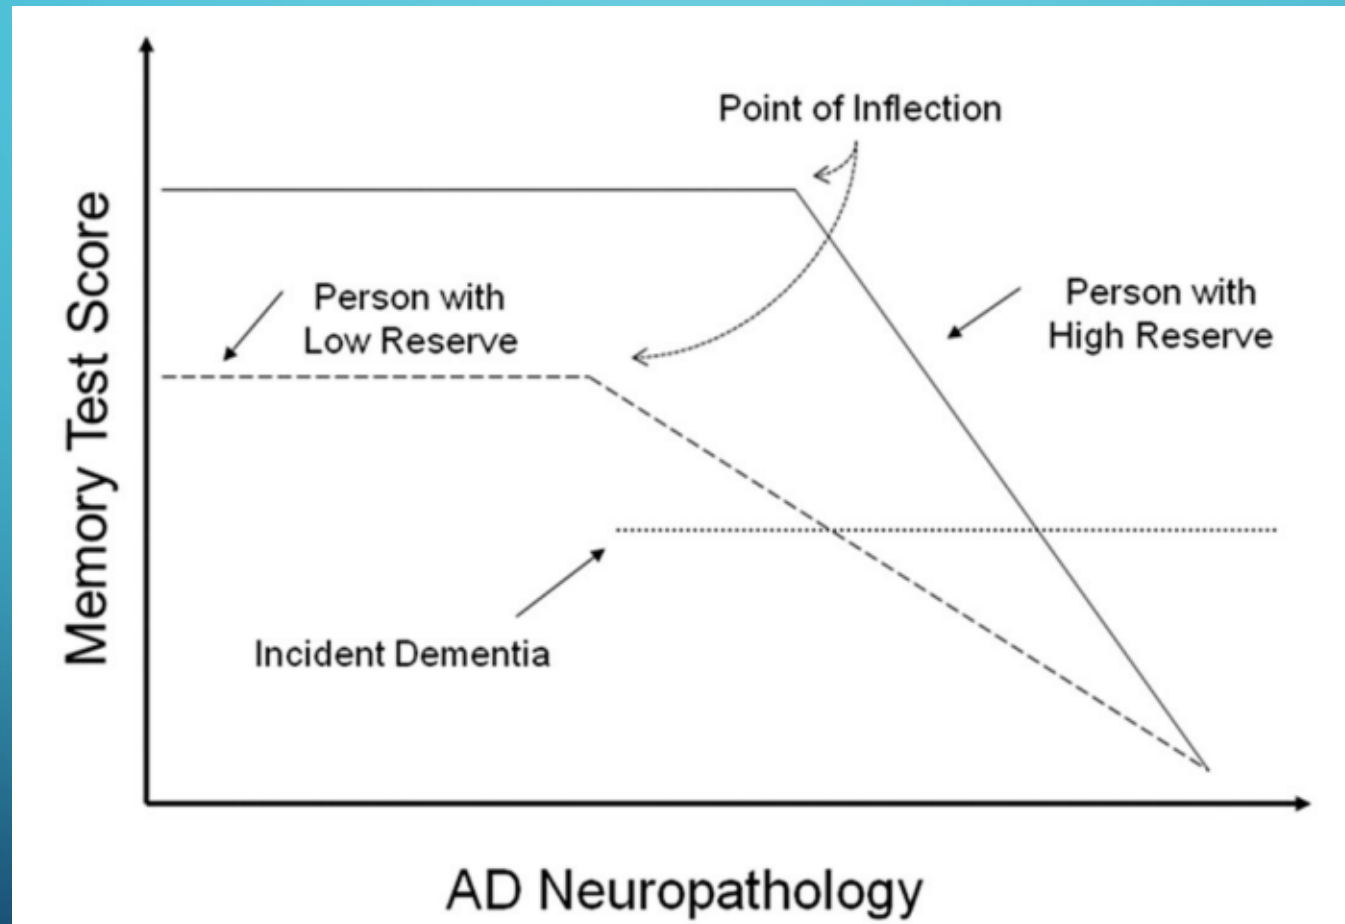 Point of Inflection
Memory Test Score
Person with
Low Reserve
Person with
High Reserve
Incident Dementia
AD Neuropathology